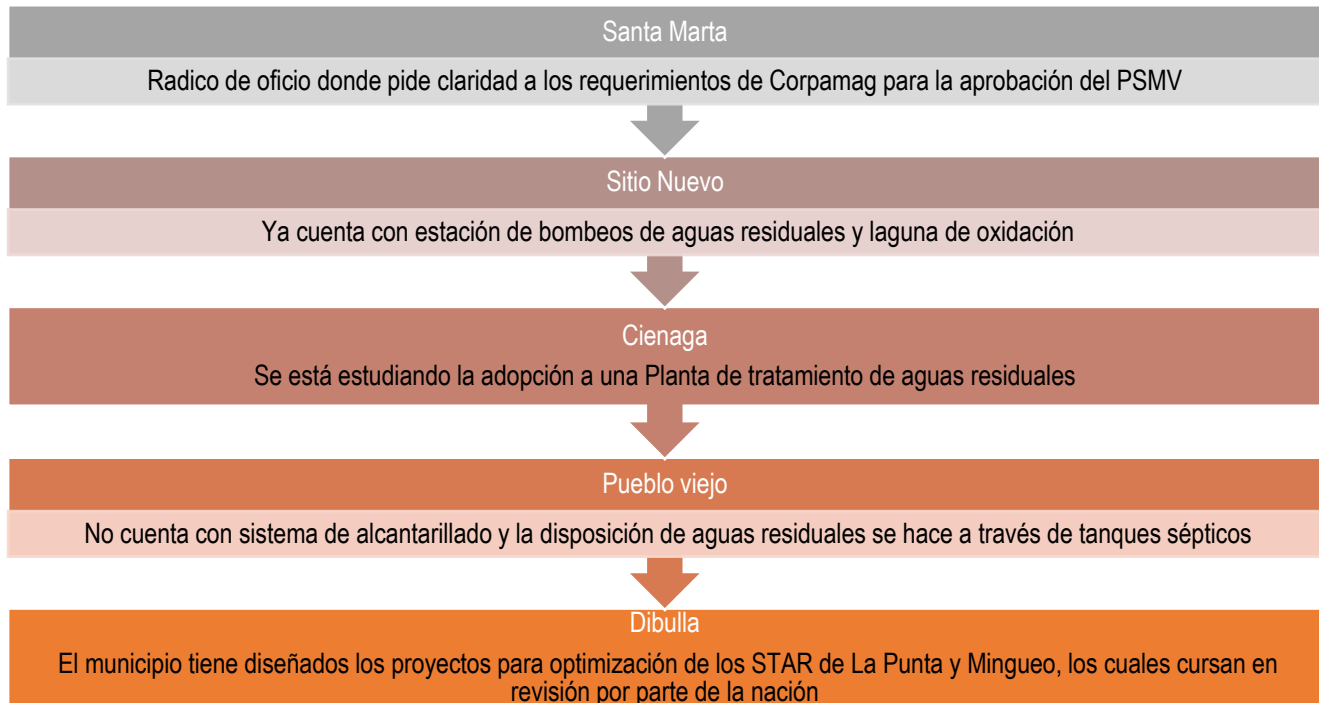 Santa Marta
Radico de oficio donde pide claridad a los requerimientos de Corpamag para la aprobación del PSMV
Sitio Nuevo
Ya cuenta con estación de bombeos de aguas residuales y laguna de oxidación
Cienaga
Se está estudiando la adopción a una Planta de tratamiento de aguas residuales
Pueblo viejo
No cuenta con sistema de alcantarillado y la disposición de aguas residuales se hace a través de tanques sépticos
Dibulla
El municipio tiene diseñados los proyectos para optimización de los STAR de La Punta y Mingueo, los cuales cursan en
revisión por parte de la nación